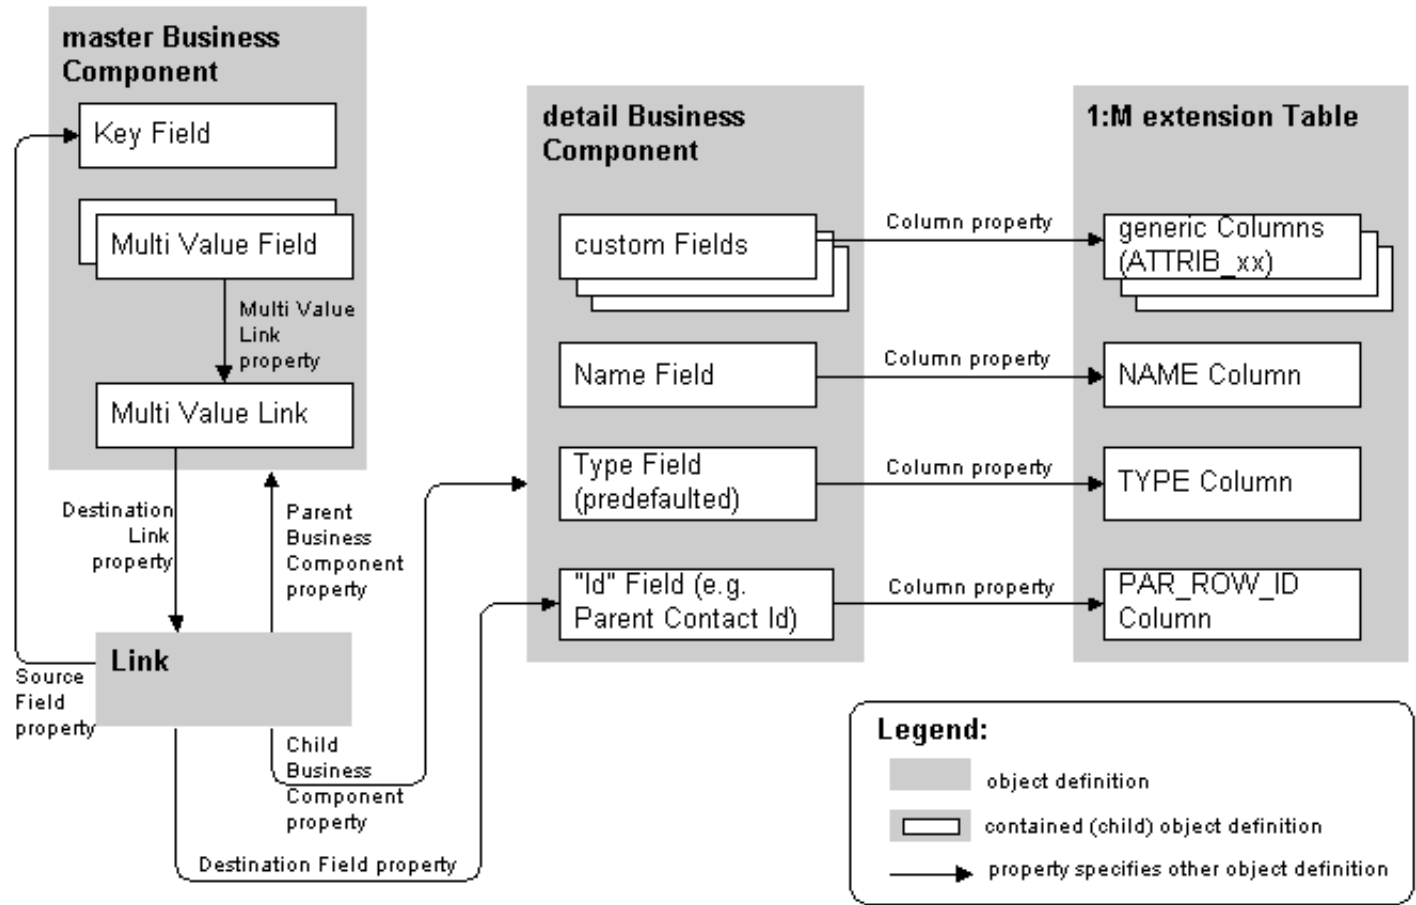 master Business
Component
Key Field
Multi Value Field
Multi Value
Link
property
Multi Value Link
Destination
Link
property
Parent
Business
Component
property
Link
Source
Field
property
Child
Business
Component
property
Destination Field property
detail Business
Component
custom Fields
Name Field
Type Field
(predefaulted)
"Id" Field (e.g.
Parent Contact Id)
Column property
Column property
Column property
Column property
1:M extension Table
generic Columns
(ATTRIB_xx)
NAME Column
TYPE Column
PAR_ROW_ID
Column
Legend:
object definition
contained (child) object definition
property specifies other object definition